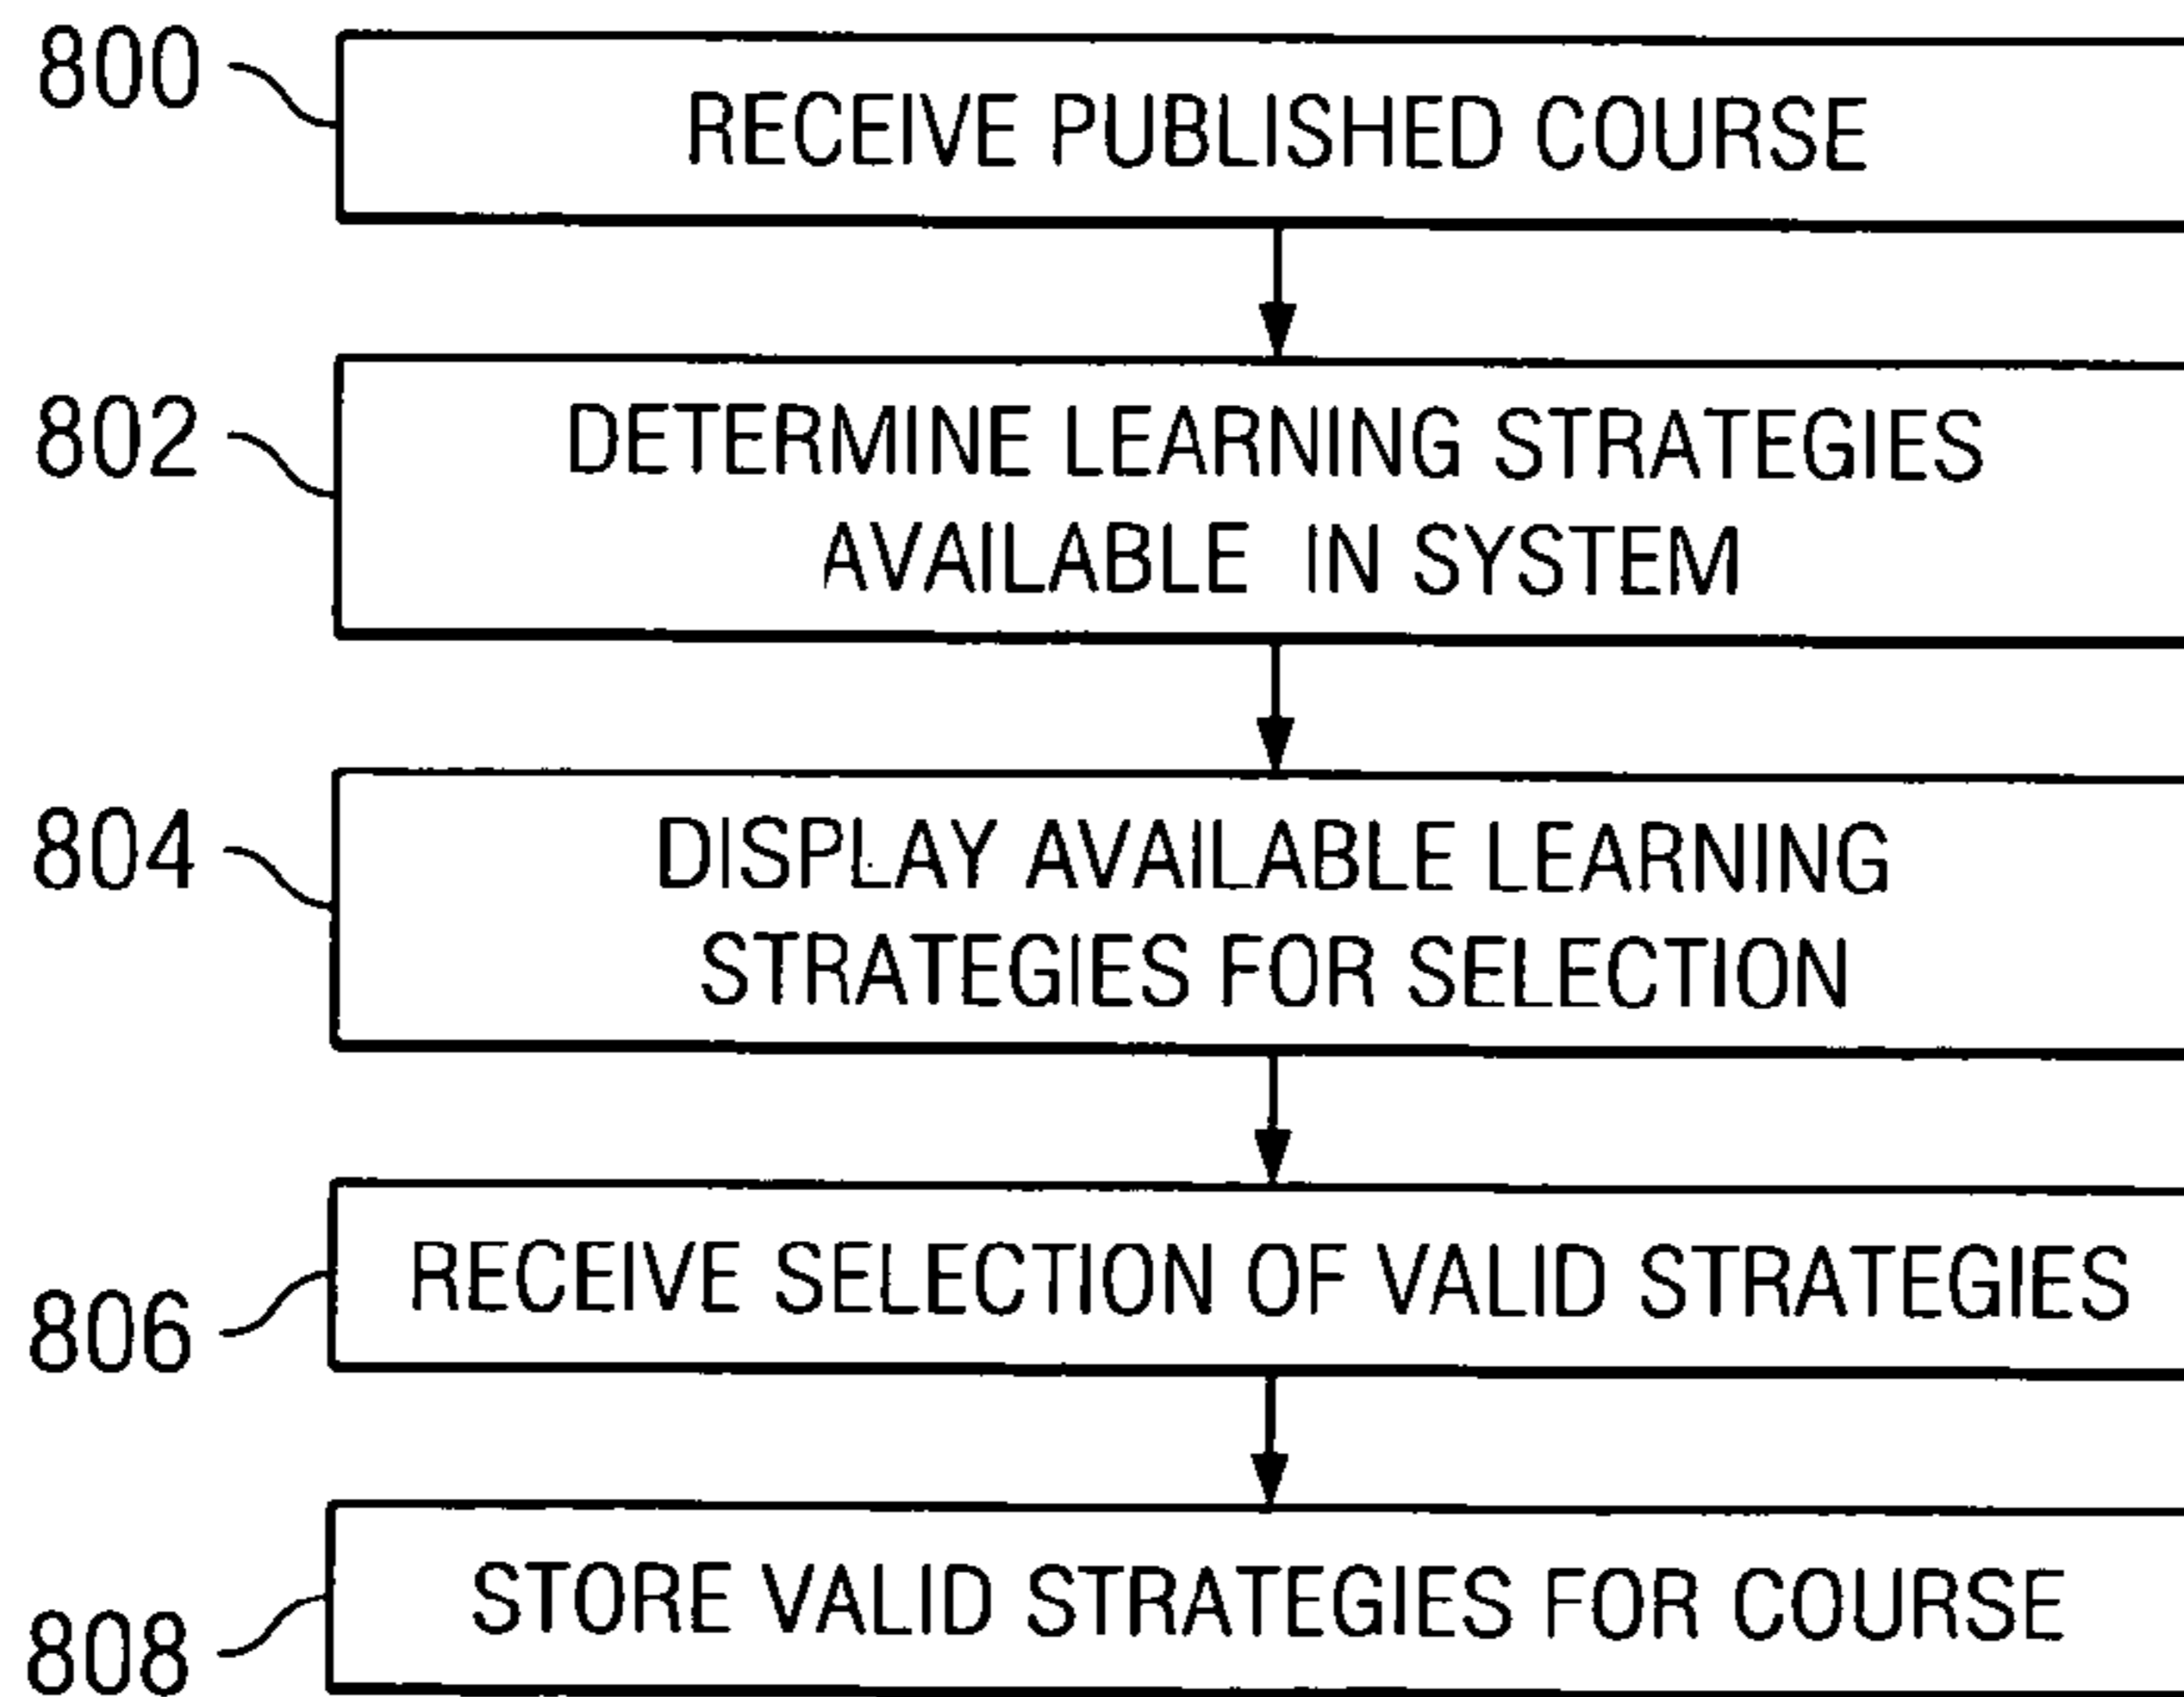 800
RECEIVE PUBLISHED COURSE
802
DETERMINE LEARNING STRATEGIES
AVAILABLE IN SYSTEM
804
DISPLAY AVAILABLE LEARNING
STRATEGIES FOR SELECTION
806
RECEIVE SELECTION OF VALID STRATEGIES
808
STORE VALID STRATEGIES FOR COURSE